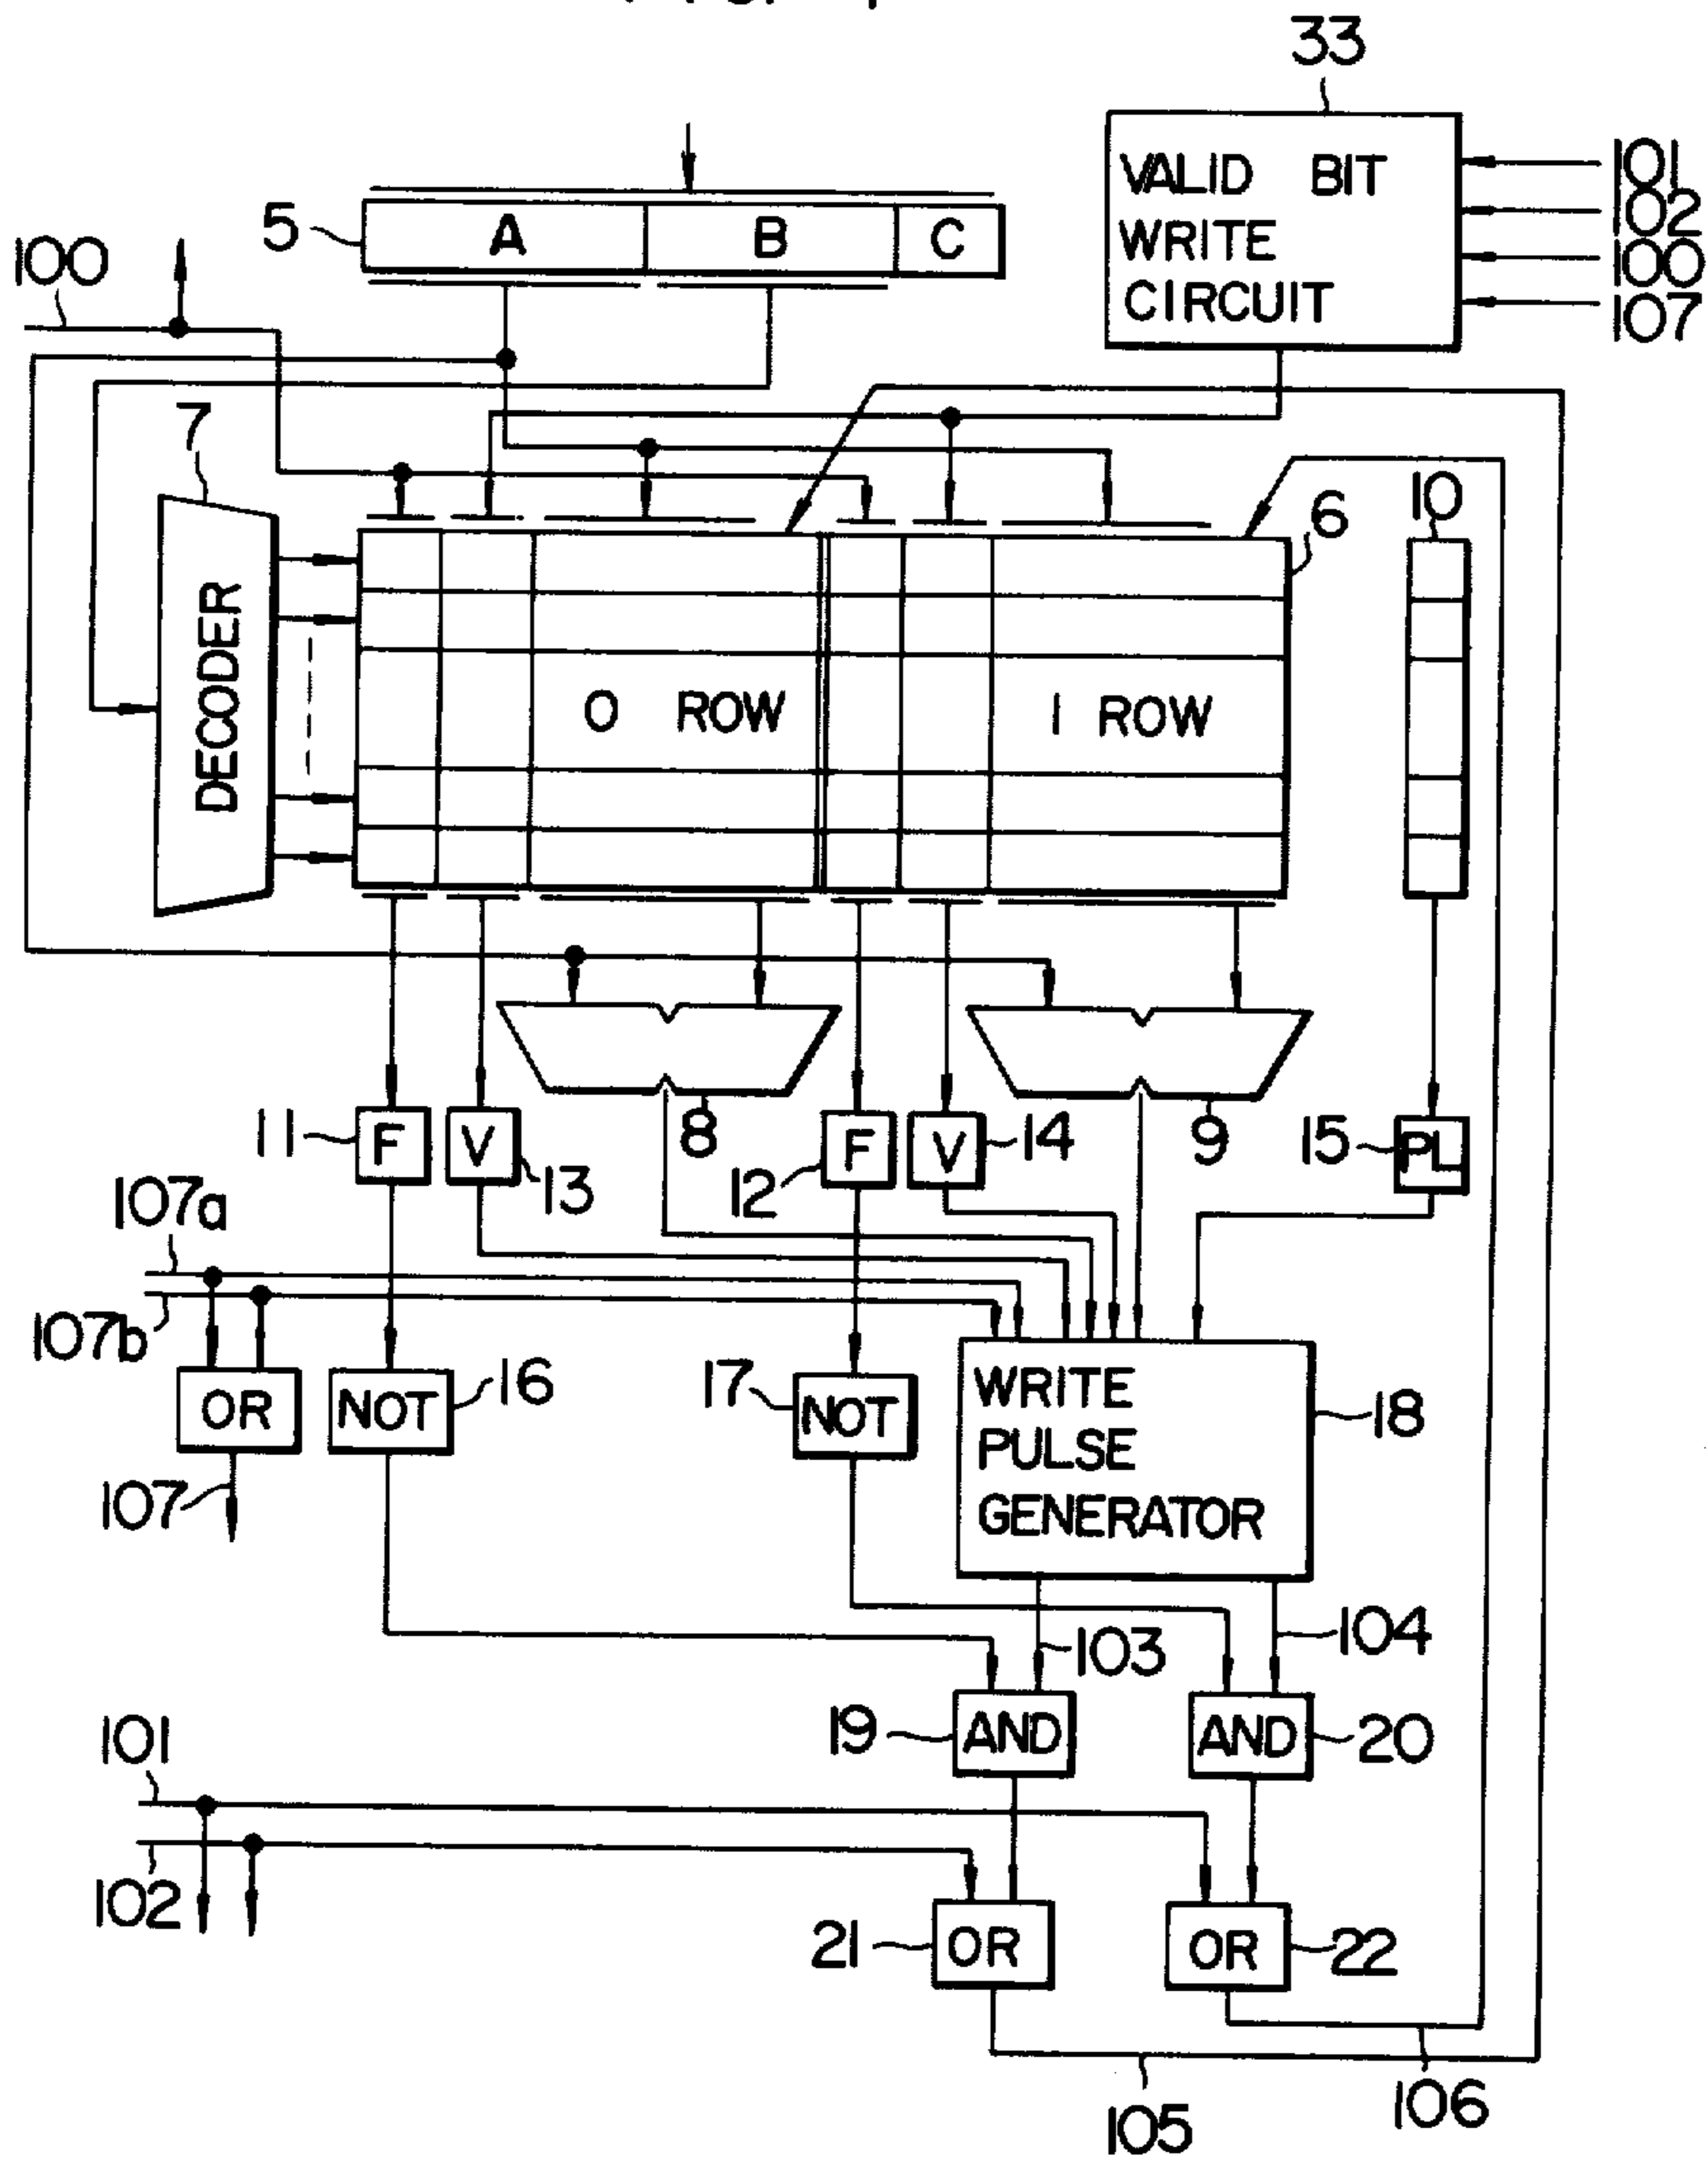 33
VALID BIT
WRITE
CIRCUIT
101
102
100
107
5
A
B
C
100
7
DECODER
6
10
0 ROW
1 ROW
11
F
V
13
8
12
F
V
14
9
15
PL
107a
107b
OR
107
NOT
16
17
NOT
WRITE
PULSE
GENERATOR
18
103
104
19
AND
AND
20
101
102
21
OR
OR
22
105
106